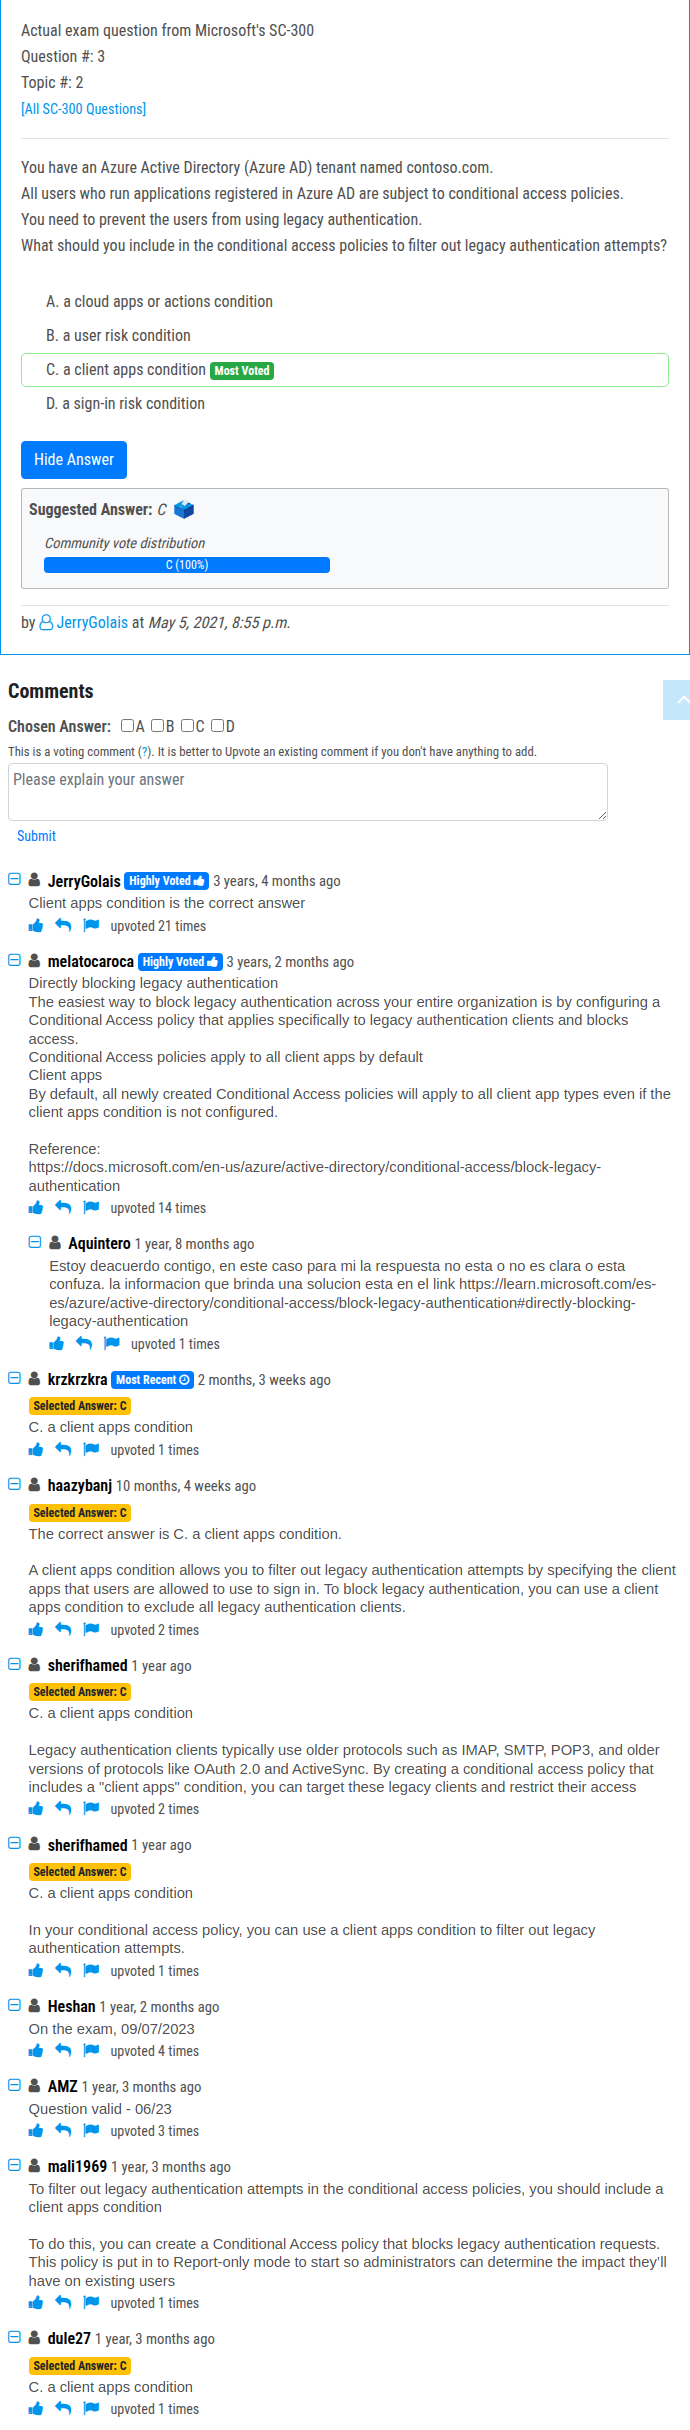 Actual exam question from Microsoft's SC-300
Question #: 3
Topic #: 2
[All SC-300 Questions]
You have an Azure Active Directory (Azure AD) tenant named contoso.com.
All users who run applications registered in Azure AD are subject to conditional access policies.
You need to prevent the users from using legacy authentication.
What should you include in the conditional access policies to filter out legacy authentication attempts?
A. a cloud apps or actions condition
B. a user risk condition
C. a client apps condition Most Voted
D. a sign-in risk condition
Hide Answer
Suggested Answer: C
Community vote distribution
C (100%)
by JerryGolais at May 5, 2021, 8:55 p.m.
Comments
Chosen Answer: A B C D
This is a voting comment (?). It is better to Upvote an existing comment if you don't have anything to add.
Please explain your answer
Submit
JerryGolais Highly Voted 3 years, 4 months ago
Client apps condition is the correct answer
upvoted 21 times
melatocaroca Highly Voted 3 years, 2 months ago
Directly blocking legacy authentication
The easiest way to block legacy authentication across your entire organization is by configuring a
Conditional Access policy that applies specifically to legacy authentication clients and blocks
access.
Conditional Access policies apply to all client apps by default
Client apps
By default, all newly created Conditional Access policies will apply to all client app types even if the
client apps condition is not configured.
Reference:
https://docs.microsoft.com/en-us/azure/active-directory/conditional-access/block-legacy-
authentication
upvoted 14 times
Aquintero 1 year, 8 months ago
Estoy deacuerdo contigo, en este caso para mi la respuesta no esta o no es clara o esta
confuza. la informacion que brinda una solucion esta en el link https://learn.microsoft.com/es-
es/azure/active-directory/conditional-access/block-legacy-authentication#directly-blocking-
legacy-authentication
upvoted 1 times
krzkrzkra Most Recent 2 months, 3 weeks ago
Selected Answer: C
C. a client apps condition
upvoted 1 times
haazybanj 10 months, 4 weeks ago
Selected Answer: C
The correct answer is C. a client apps condition.
A client apps condition allows you to filter out legacy authentication attempts by specifying the client
apps that users are allowed to use to sign in. To block legacy authentication, you can use a client
apps condition to exclude all legacy authentication clients.
upvoted 2 times
sherifhamed 1 year ago
Selected Answer: C
C. a client apps condition
Legacy authentication clients typically use older protocols such as IMAP, SMTP, POP3, and older
versions of protocols like OAuth 2.0 and ActiveSync. By creating a conditional access policy that
includes a "client apps" condition, you can target these legacy clients and restrict their access
upvoted 2 times
sherifhamed 1 year ago
Selected Answer: C
C. a client apps condition
In your conditional access policy, you can use a client apps condition to filter out legacy
authentication attempts.
upvoted 1 times
Heshan 1 year, 2 months ago
On the exam, 09/07/2023
upvoted 4 times
AMZ 1 year, 3 months ago
Question valid - 06/23
upvoted 3 times
mali1969 1 year, 3 months ago
To filter out legacy authentication attempts in the conditional access policies, you should include a
client apps condition
To do this, you can create a Conditional Access policy that blocks legacy authentication requests.
This policy is put in to Report-only mode to start so administrators can determine the impact they'll
have on existing users
upvoted 1 times
dule27 1 year, 3 months ago
Selected Answer: C
C. a client apps condition
upvoted 1 times